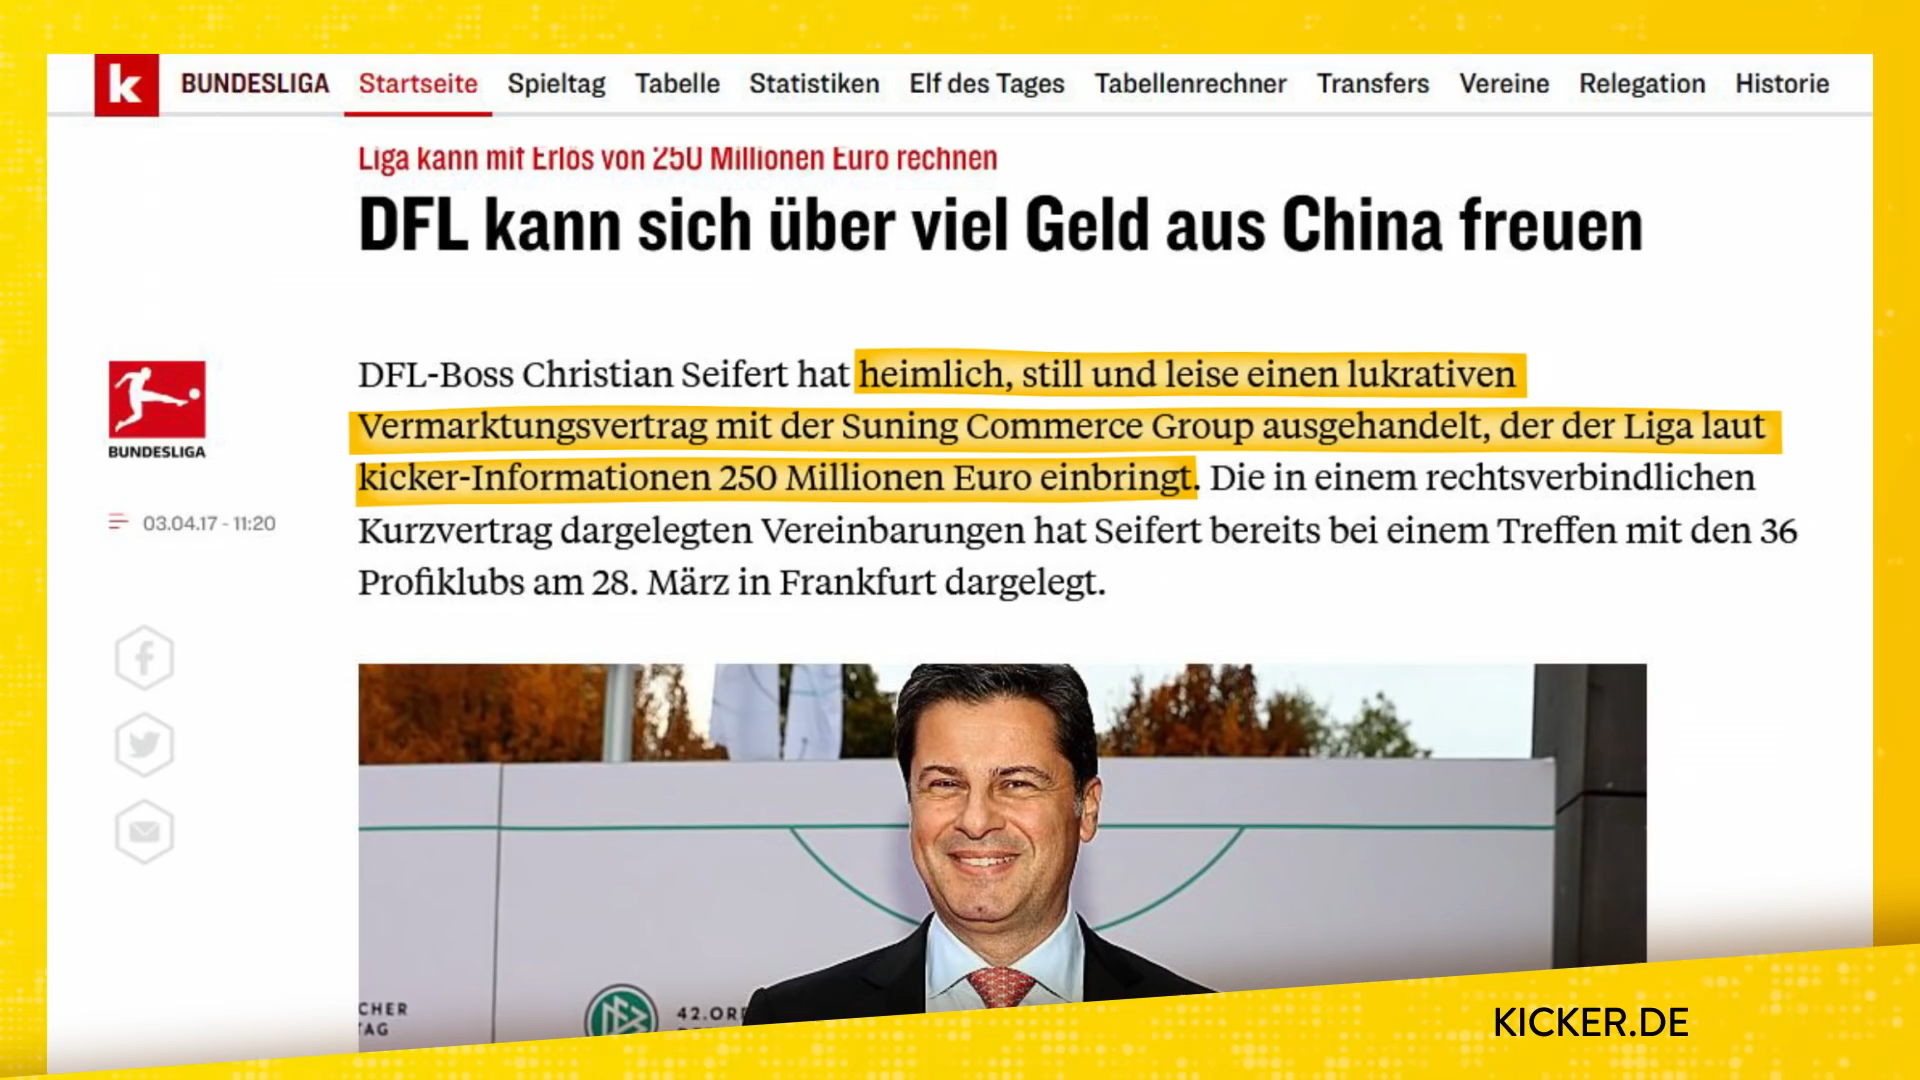 k BUNDESLIGA Startseite Spieltag Tabelle Statistiken Elf des Tages Tabellenrechner Transfers Vereine Relegation Historie
Liga kann mit Erlös von 250 Millionen Euro rechnen
DFL kann sich über viel Geld aus China freuen
DFL-Boss Christian Seifert hat heimlich, still und leise einen lukrativen
Vermarktungsvertrag mit der Suning Commerce Group ausgehandelt, der der Liga laut
kicker-Informationen 250 Millionen Euro einbringt. Die in einem rechtsverbindlichen
Kurzvertrag dargelegten Vereinbarungen hat Seifert bereits bei einem Treffen mit den 36
Profiklubs am 28. März in Frankfurt dargelegt.
BUNDESLIGA
03.04.17 - 11:20
CHER
TAG
42.ORD
KICKER.DE